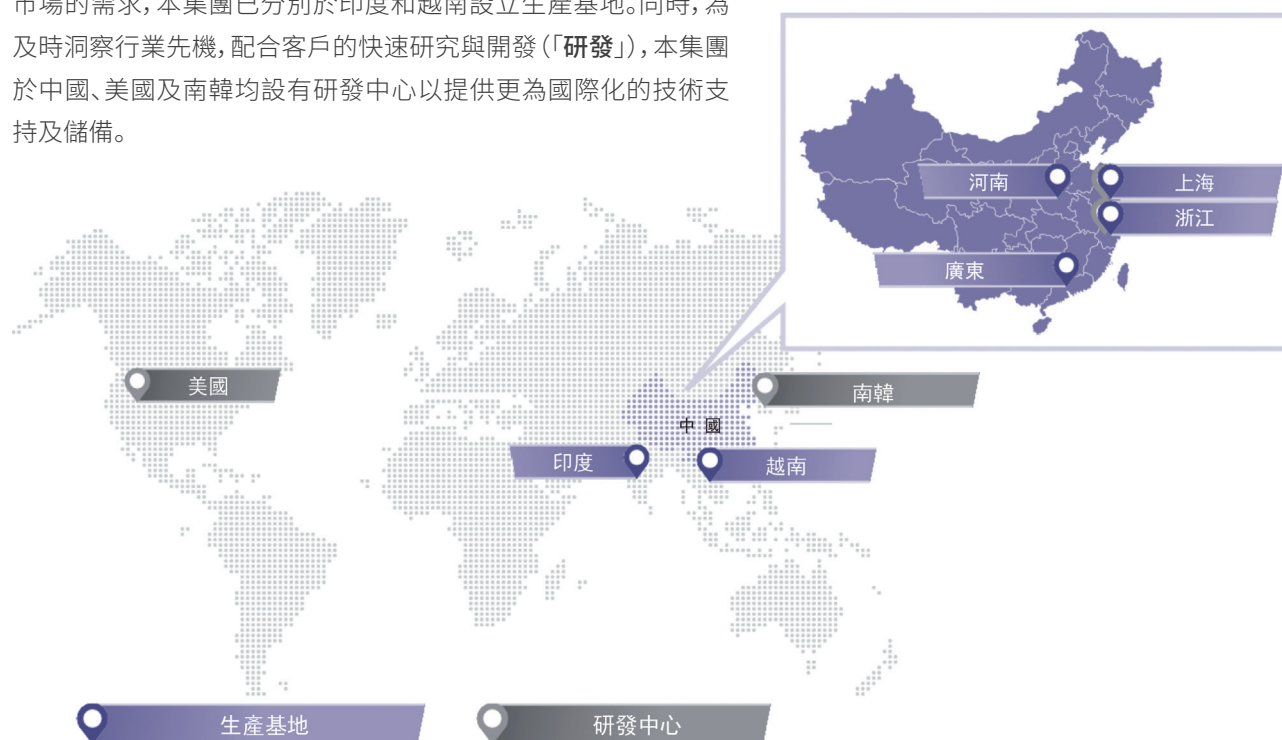 市場的需求，本集團已分別於印度和越南設立生產基地。同時，為
及時洞察行業先機，配合客戶的快速研究與開發（「研發」），本集團
於中國、美國及南韓均設有研發中心以提供更為國際化的技術支
持及儲備。
河南
上海
浙江
廣東
美國
南韓
中國
印度
越南
生產基地
研發中心